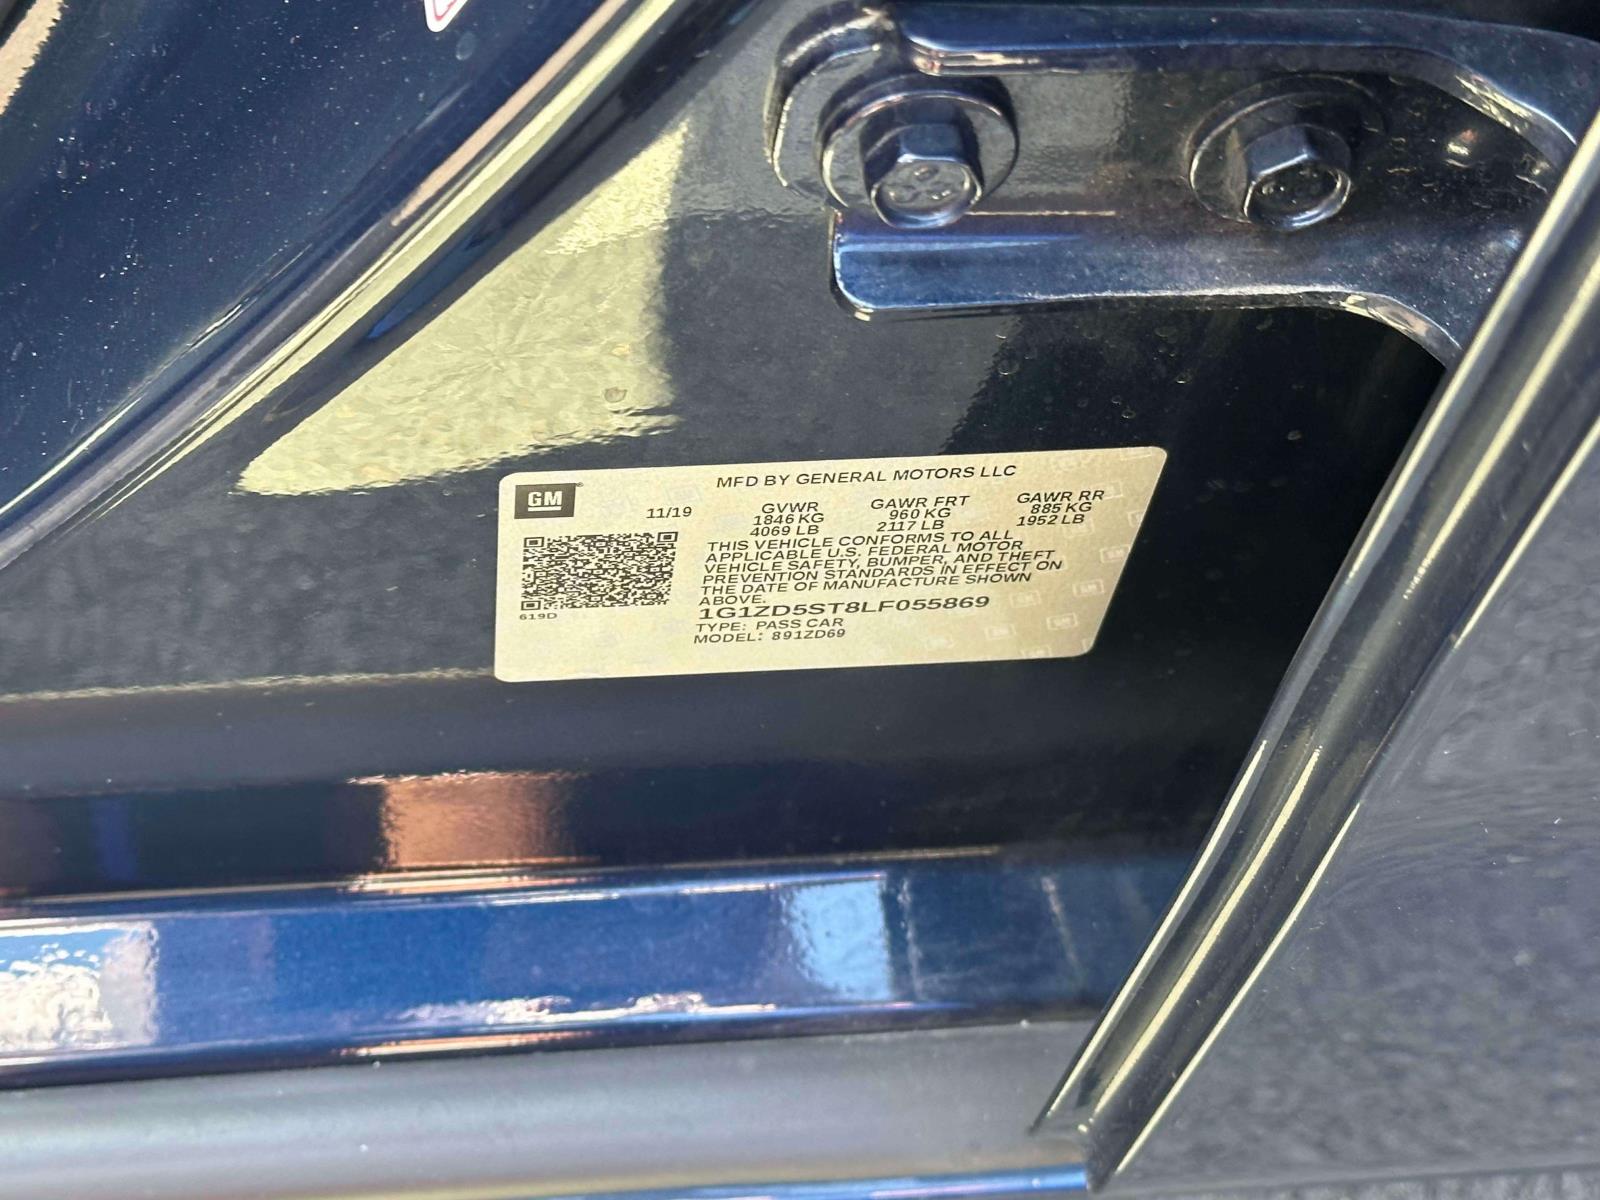 MFD BY GENERAL MOTORS LLC
GM
11/19
GVWR GAWR FRT GAWR RR
1846 KG 960 KG 885 KG
4069 LB 2117 LB 1952 LB
THIS VEHICLE CONFORMS TO ALL
APPLICABLE U.S. FEDERAL MOTOR
VEHICLE SAFETY, BUMPER, AND THEFT
PREVENTION STANDARDS IN EFFECT ON
THE DATE OF MANUFACTURE SHOWN
ABOVE.
619D
1G1ZD5ST8LF055869
TYPE: PASS CAR
MODEL: 891ZD69